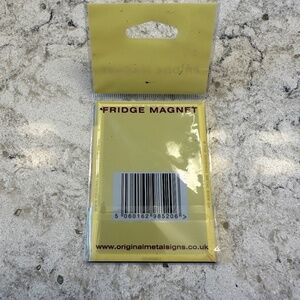 FRIDGE MAGNET
5 060162 985206 >
www.originalmetalsigns.co.uk